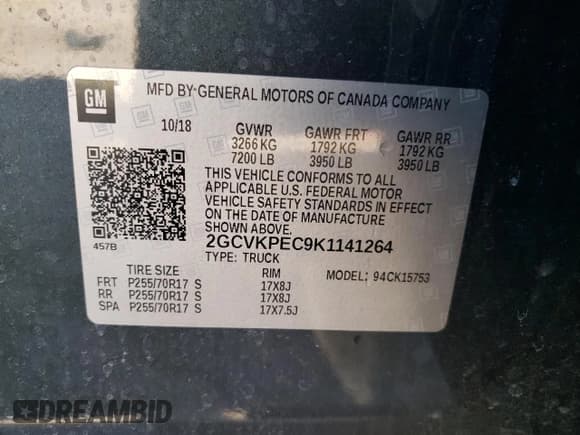 GM
MFD BY GENERAL MOTORS OF CANADA COMPANY
10/18 GVWR GAWR FRT GAWR RR
3266 KG 1792 KG 1792 KG
7200 LB 3950 LB 3950 LB
THIS VEHICLE CONFORMS TO ALL
APPLICABLE U.S. FEDERAL MOTOR
VEHICLE SAFETY STANDARDS IN EFFECT
ON THE DATE OF MANUFACTURE
SHOWN ABOVE.
457B
2GCVKPEC9K1141264
TYPE: TRUCK
TIRE SIZE RIM MODEL: 94CK15753
FRT P255/70R17 S 17X8J
RR P255/70R17 S 17X8J
SPA P255/70R17 S 17X7.5J
DREAMBID